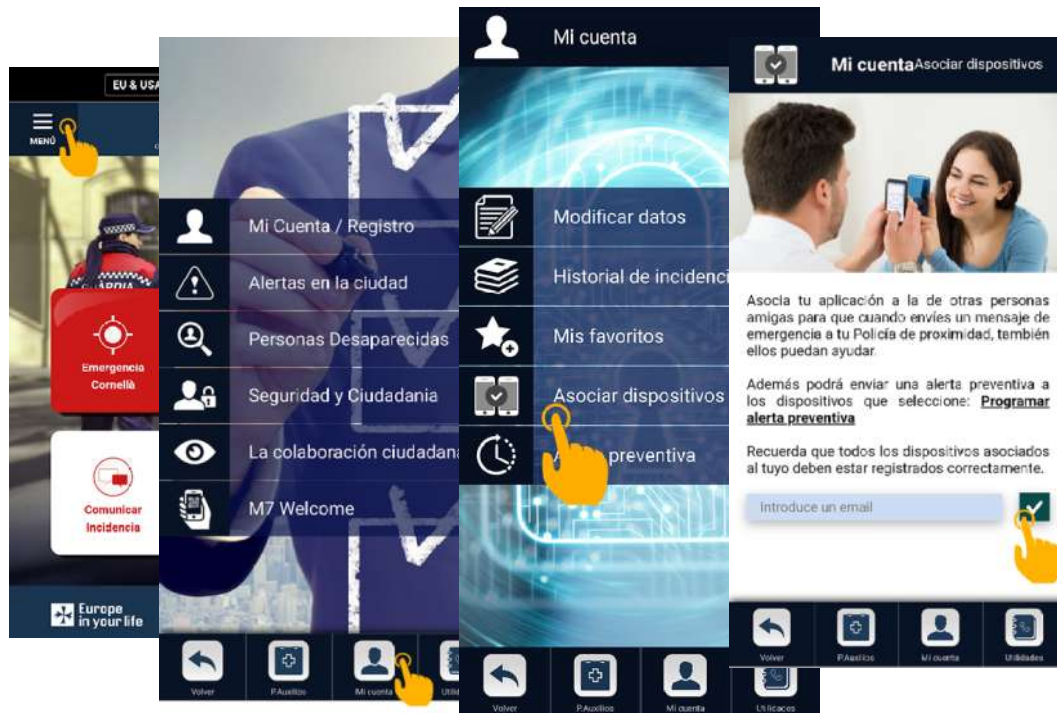 EU & USA
MENÚ
GUÀRDIA
Emergencia
Cornellà
Comunicar
Incidencia
Europe
in your life
Mi Cuenta / Registro
Alertas en la ciudad
Personas Desaparecidas
Seguridad y Ciudadania
La colaboración ciudadana
M7 Welcome
Volver
P.Auxilios
Mi cuenta
Utilid
Mi cuenta
Modificar datos
Historial de incidenci
Mis favoritos
Asociar dispositivos
preventiva
Volver
P.Auxilios
Mi cuenta
Utilidades
Mi cuenta Asociar dispositivos
Asocia tu aplicación a la de otras personas
amigas para que cuando envíes un mensaje de
emergencia a tu Policía de proximidad, también
ellos puedan ayudar.
Además podrá enviar una alerta preventiva a
los dispositivos que seleccione: Programar
alerta preventiva
Recuerda que todos los dispositivos asociados
al tuyo deben estar registrados correctamente.
Introduce un email
Volver
P.Auxilios
Mi cuenta
Utilidades